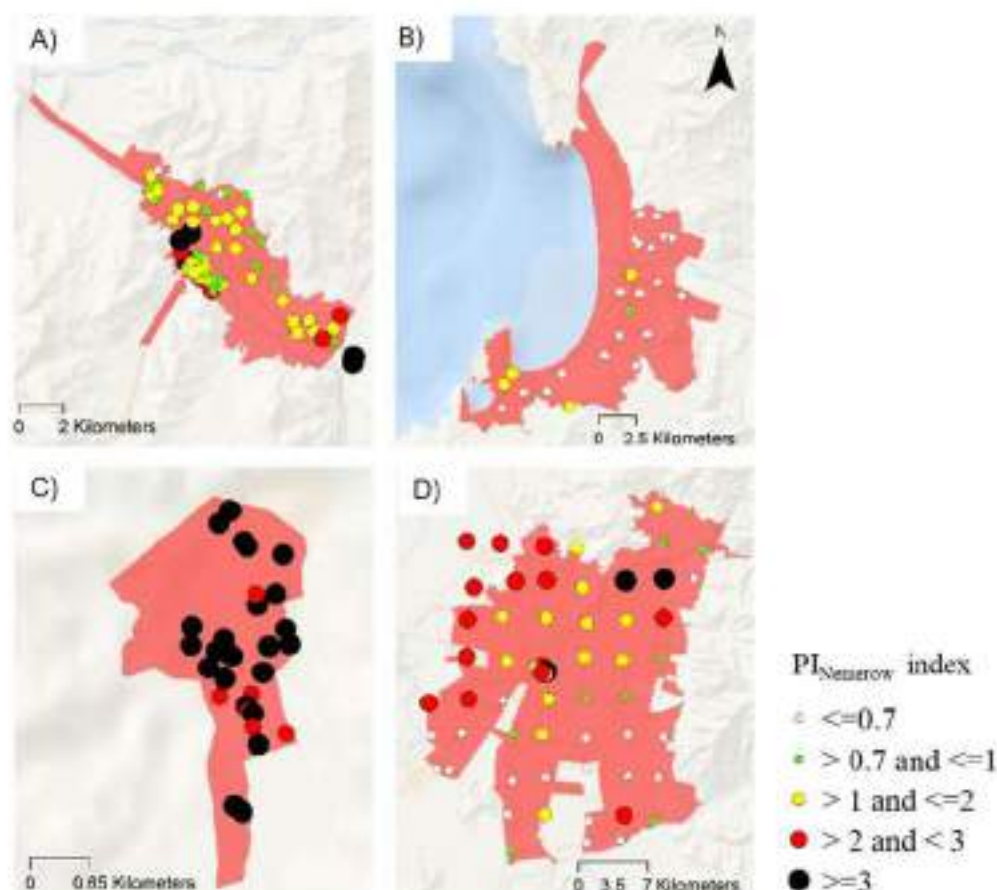 A)
B)
N
0 2 Kilometers
0 2.5 Kilometers
C)
D)
0 0.65 Kilometers
0 3.5 7 Kilometers
PINemerow index
<=0.7
> 0.7 and <=1
> 1 and <=2
> 2 and < 3
>=3